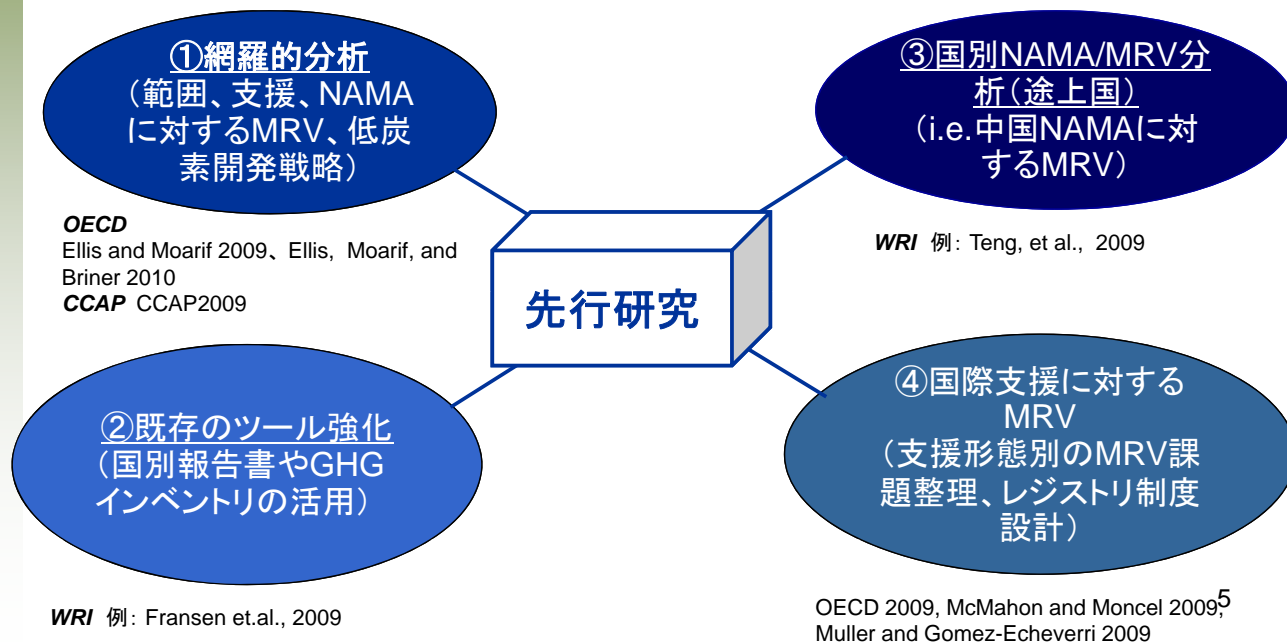 ①網羅的分析
(範囲、支援、NAMA
に対するMRV、低炭
素開発戦略)
OECD
Ellis and Moarif 2009、Ellis, Moarif, and
Briner 2010
CCAP CCAP2009
②既存のツール強化
(国別報告書やGHG
インベントリの活用)
WRI 例: Fransen et.al., 2009
先行研究
③国別NAMA/MRV分
析(途上国)
(i.e.中国NAMAに対
するMRV)
WRI 例: Teng, et al., 2009
④国際支援に対する
MRV
(支援形態別のMRV課
題整理、レジストリ制度
設計)
OECD 2009, McMahon and Moncel 2009,
Muller and Gomez-Echeverri 2009
5